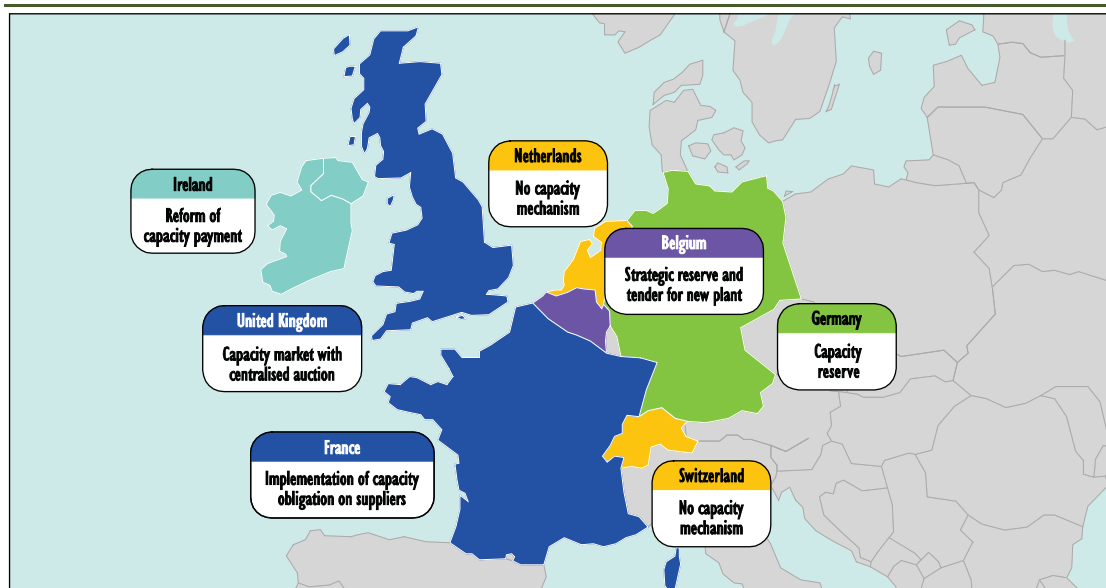 Netherlands
No capacity
mechanism
Ireland
Reform of
capacity payment
Belgium
Strategic reserve and
tender for new plant
United Kingdom
Capacity market with
centralised auction
Germany
Capacity
reserve
France
Implementation of capacity
obligation on suppliers
Switzerland
No capacity
mechanism